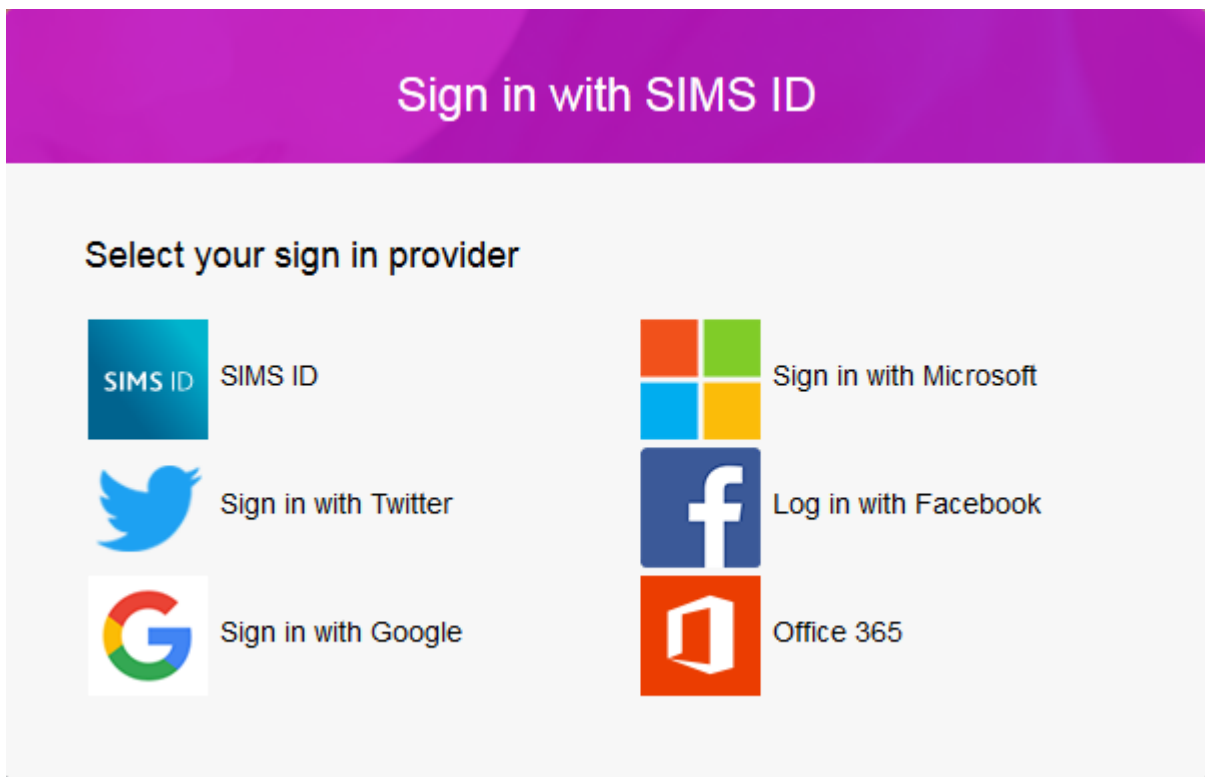 Sign in with SIMS ID
Select your sign in provider
SIMS ID
SIMS ID
Sign in with Microsoft
Sign in with Twitter
Log in with Facebook
Sign in with Google
Office 365